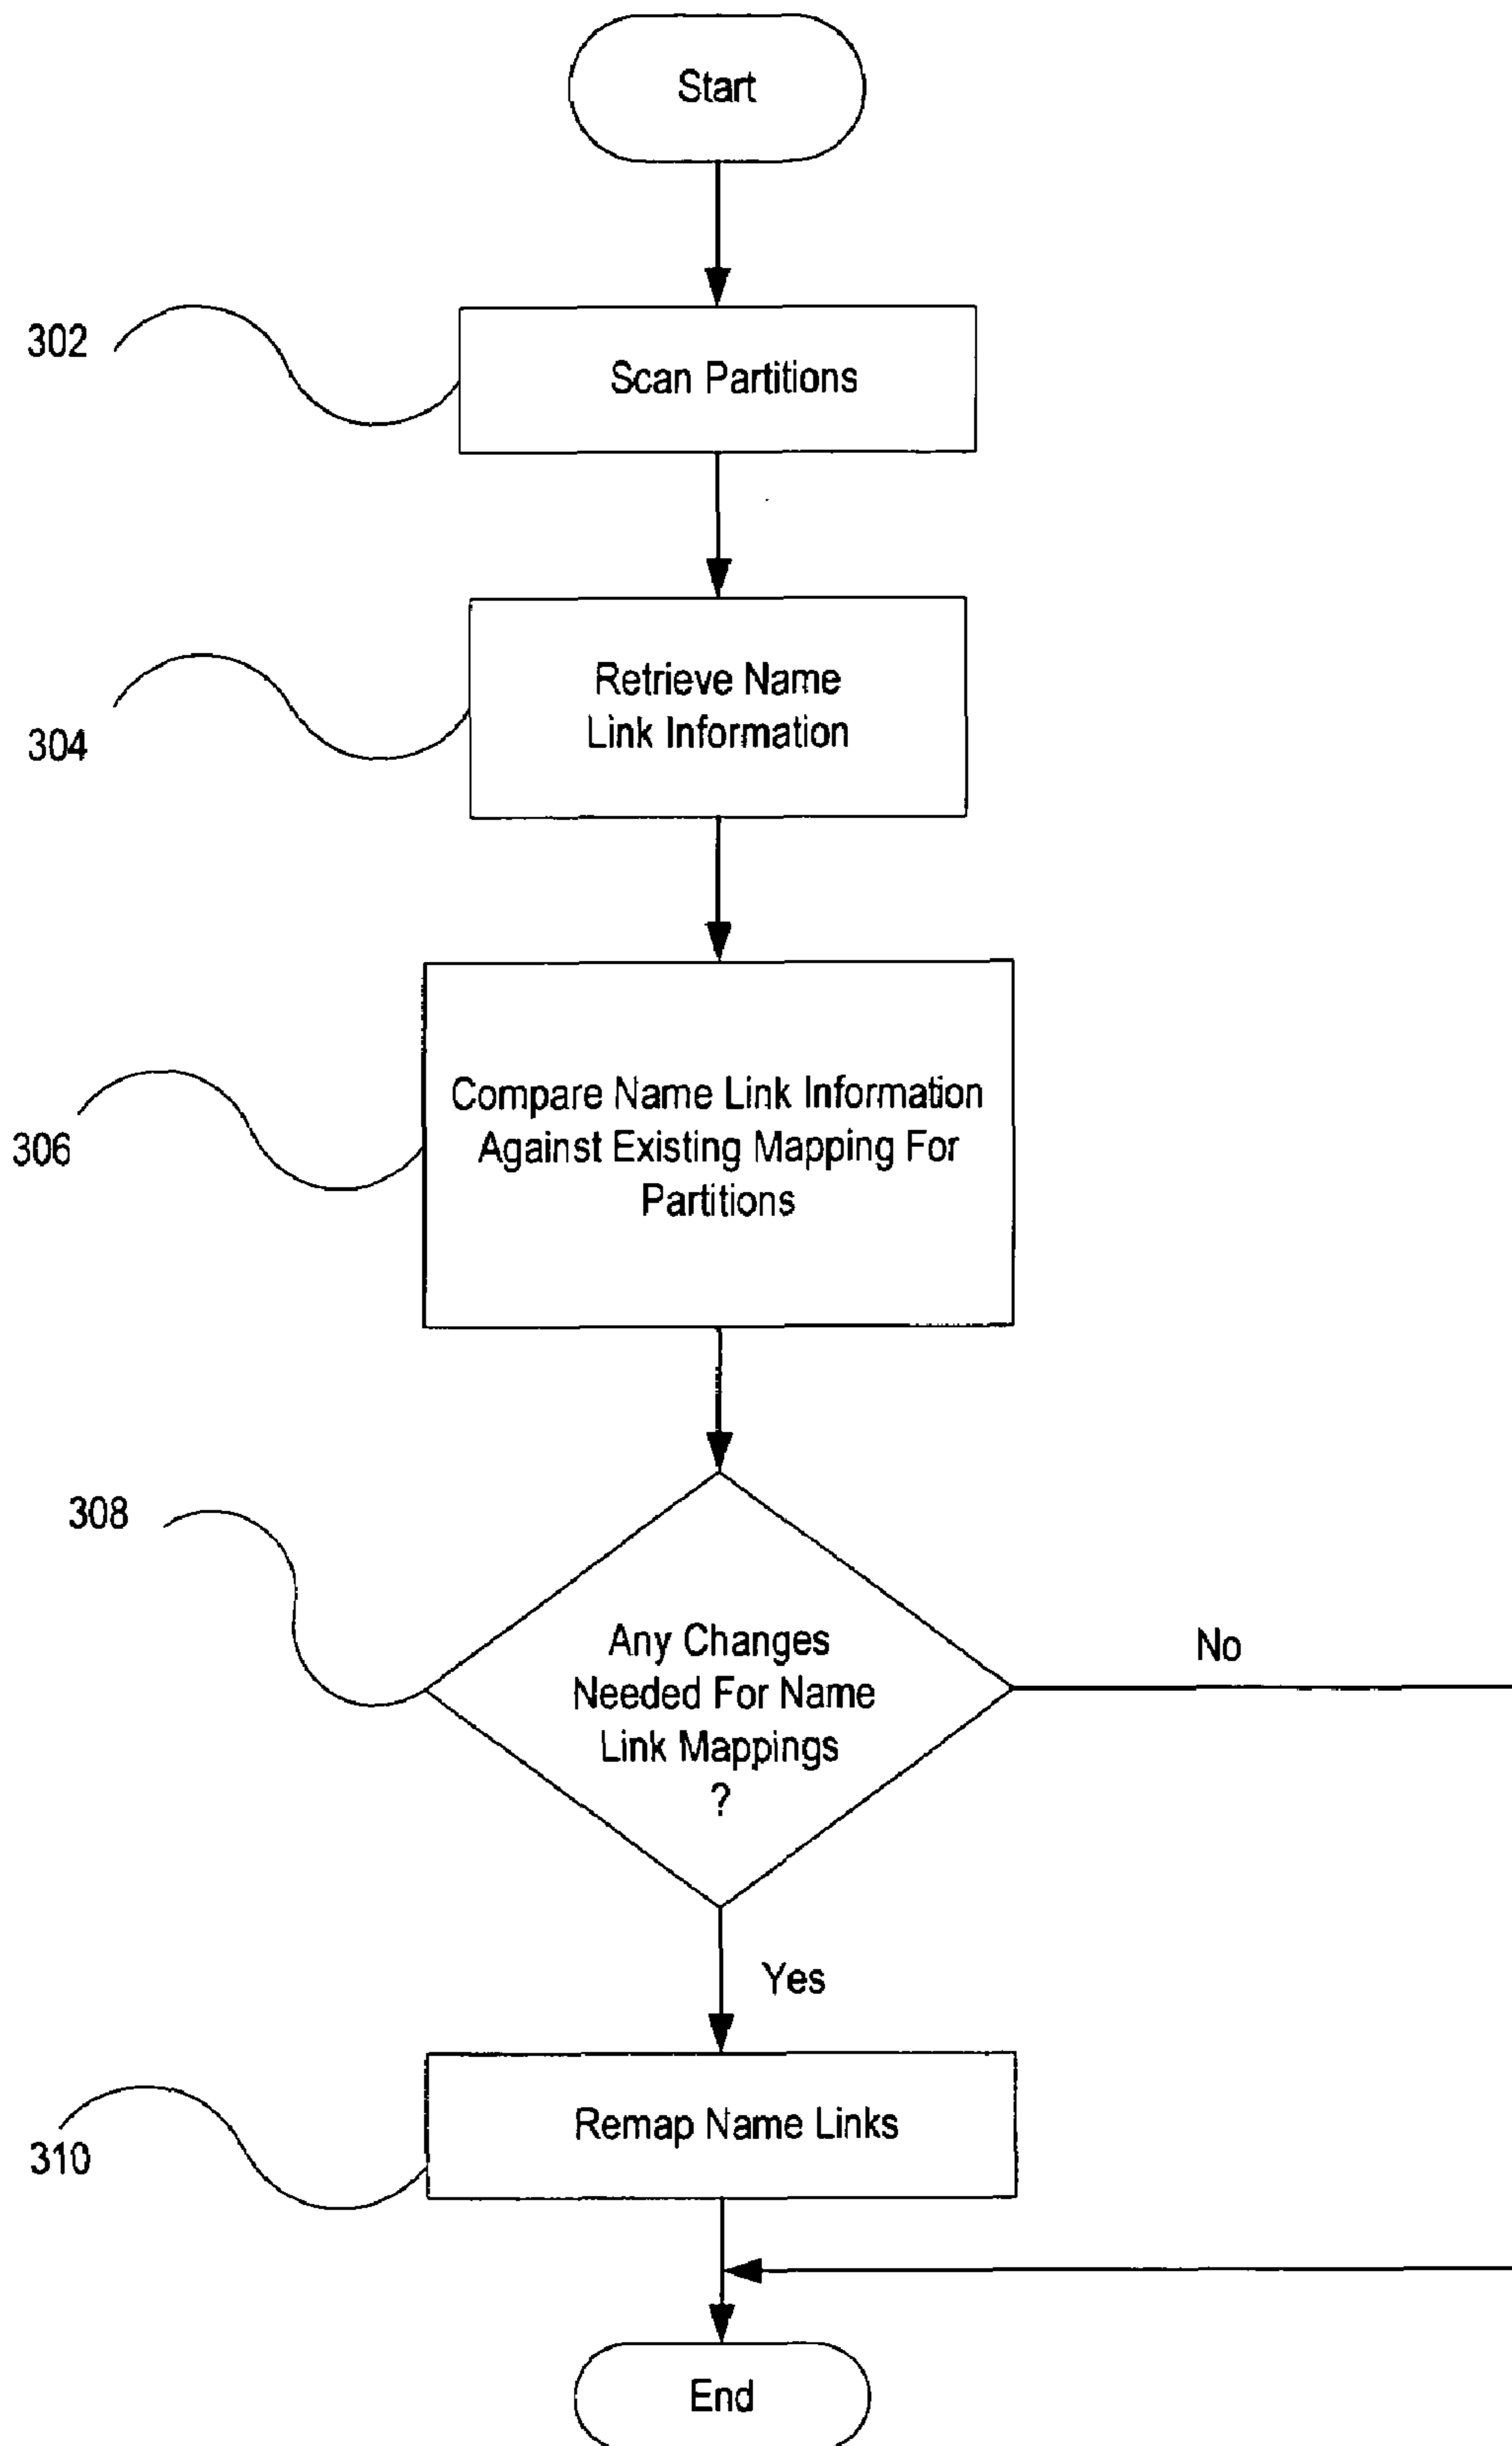 Start
302
Scan Partitions
304
Retrieve Name
Link Information
306
Compare Name Link Information
Against Existing Mapping For
Partitions
308
Any Changes
Needed For Name
Link Mappings
?
No
Yes
310
Remap Name Links
End